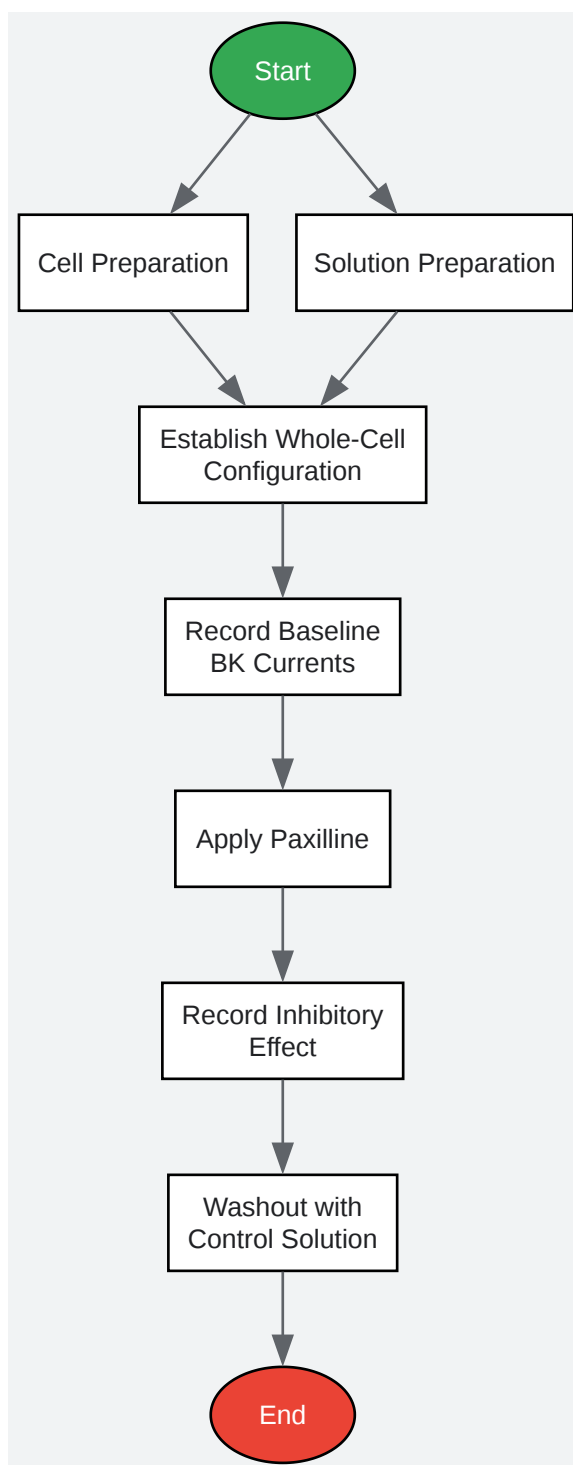 Start
Cell Preparation
Solution Preparation
Establish Whole-Cell
Configuration
Record Baseline
BK Currents
Apply Paxilline
Record Inhibitory
Effect
Washout with
Control Solution
End